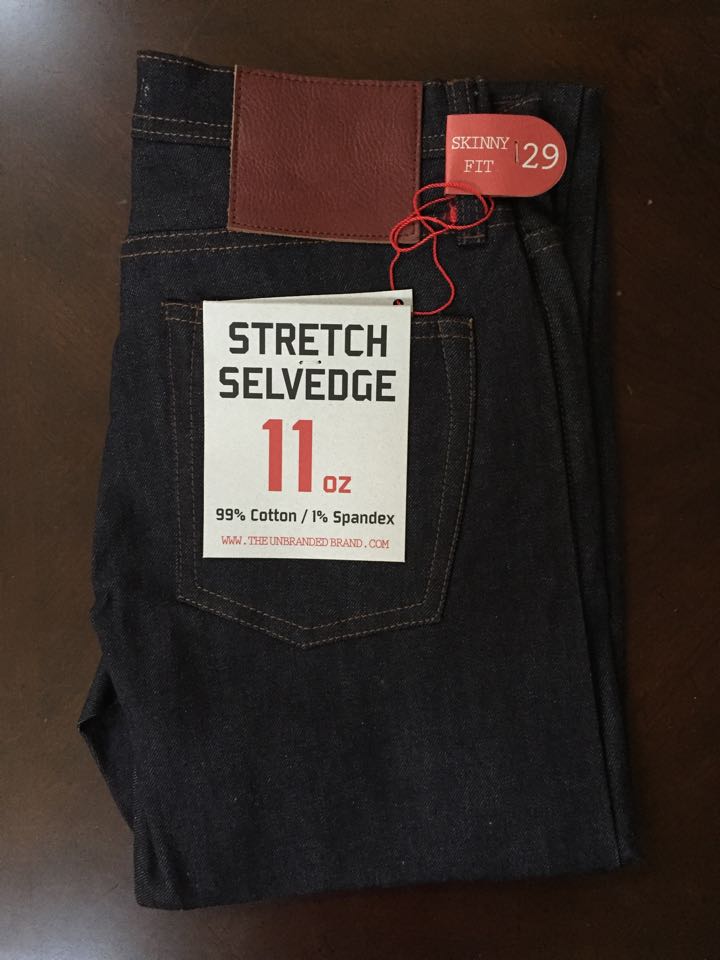 SKINNY
FIT
29
STRETCH
SELVEDGE
11 oz
99% Cotton / 1% Spandex
WWW.THEUNBRANDEDBRAND.COM